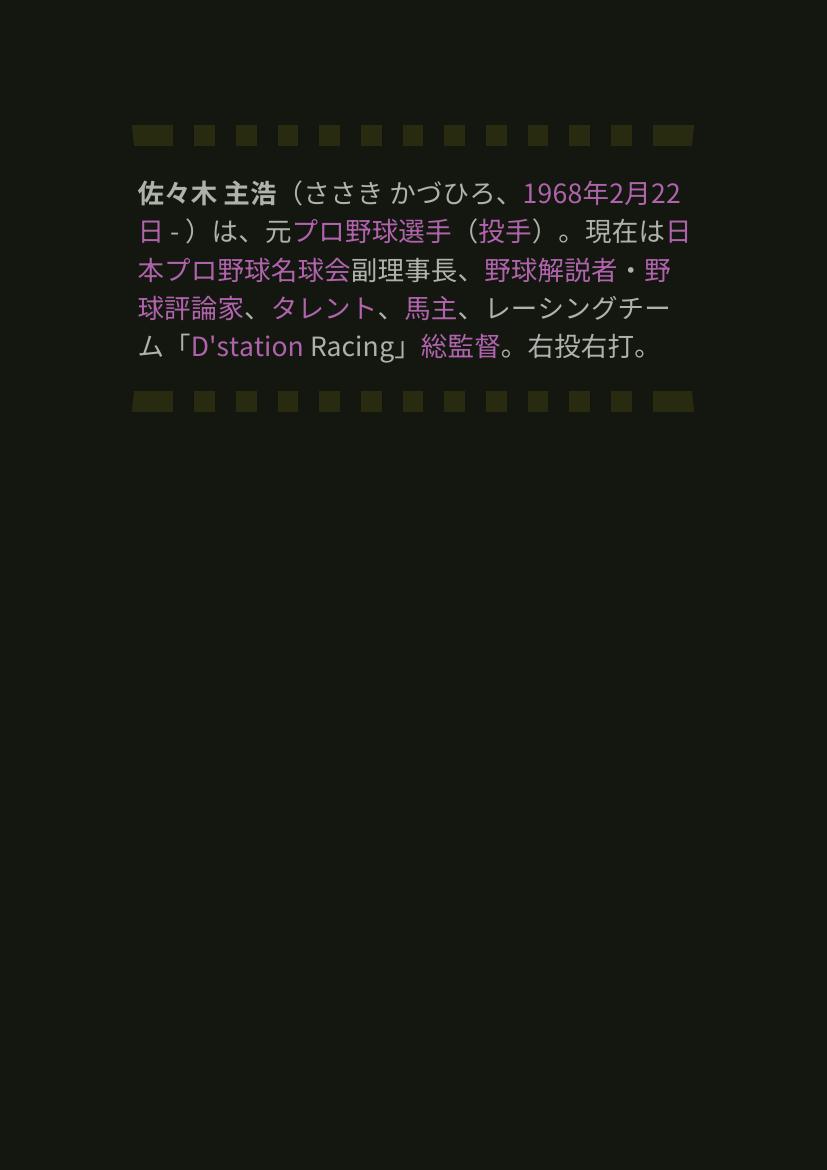 佐々木 主浩（ささき かづひろ、1968年2月22
日 - ）は、元プロ野球選手（投手）。現在は日
本プロ野球名球会副理事長、野球解説者・野
球評論家、タレント、馬主、レーシングチー
ム「D'station Racing」総監督。右投右打。